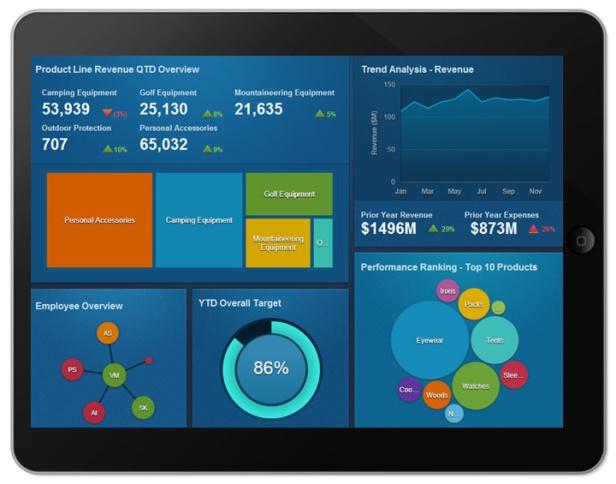 Product Line Revenue QTD Overview
Camping Equipment
53,939 (3%)
Golf Equipment
25,130 8%
Mountaineering Equipment
21,635 5%
Outdoor Protection
707 10%
Personal Accessories
65,032 9%
Personal Accessories
Camping Equipment
Golf Equipment
Mountaineering
Equipment
O...
Trend Analysis - Revenue
Revenue ($M)
150
100
50
0
Jan Mar May Jul Sep Nov
Prior Year Revenue
$1496M 29%
Prior Year Expenses
$873M 26%
Employee Overview
AS
PS
VM
AI
SK
YTD Overall Target
86%
Performance Ranking - Top 10 Products
Irons
Packs
...
Eyewear
Tents
Slee...
Watches
Coo...
Woods
N...